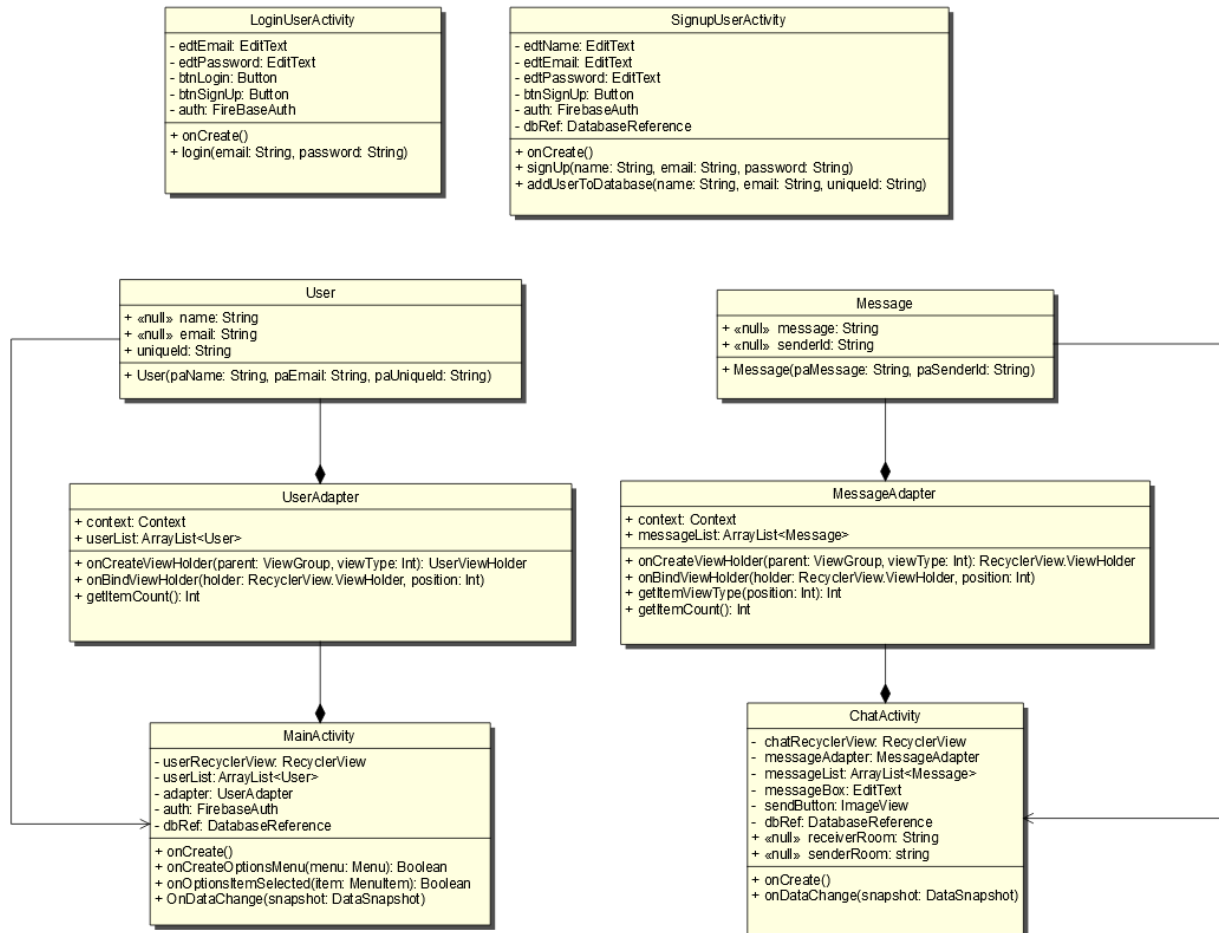 LoginUserActivity
- edtEmail: EditText
- edtPassword: EditText
- btnLogin: Button
- btnSignUp: Button
- auth: FireBaseAuth
+ onCreate()
+ login(email: String, password: String)
SignupUserActivity
- edtName: EditText
- edtEmail: EditText
- edtPassword: EditText
- btnSignUp: Button
- auth: FirebaseAuth
- dbRef: DatabaseReference
+ onCreate()
+ signUp(name: String, email: String, password: String)
+ addUserToDatabase(name: String, email: String, uniqueId: String)
User
+ «null» name: String
+ «null» email: String
+ uniqueId: String
+ User(paName: String, paEmail: String, paUniqueId: String)
Message
+ «null» message: String
+ «null» senderId: String
+ Message(paMessage: String, paSenderId: String)
UserAdapter
+ context: Context
+ userList: ArrayList<User>
+ onCreateViewHolder(parent: ViewGroup, viewType: Int): UserViewHolder
+ onBindViewHolder(holder: RecyclerView.ViewHolder, position: Int)
+ getItemCount(): Int
MessageAdapter
+ context: Context
+ messageList: ArrayList<Message>
+ onCreateViewHolder(parent: ViewGroup, viewType: Int): RecyclerView.ViewHolder
+ onBindViewHolder(holder: RecyclerView.ViewHolder, position: Int)
+ getItemViewType(position: Int): Int
+ getItemCount(): Int
MainActivity
- userRecyclerView: RecyclerView
- userList: ArrayList<User>
- adapter: UserAdapter
- auth: FirebaseAuth
- dbRef: DatabaseReference
+ onCreate()
+ onCreateOptionsMenu(menu: Menu): Boolean
+ onOptionsItemSelected(item: MenuItem): Boolean
+ OnDataChange(snapshot: DataSnapshot)
ChatActivity
- chatRecyclerView: RecyclerView
- messageAdapter: MessageAdapter
- messageList: ArrayList<Message>
- messageBox: EditText
- sendButton: ImageView
- dbRef: DatabaseReference
+ «null» receiverRoom: String
+ «null» senderRoom: string
+ onCreate()
+ onDataChange(snapshot: DataSnapshot)